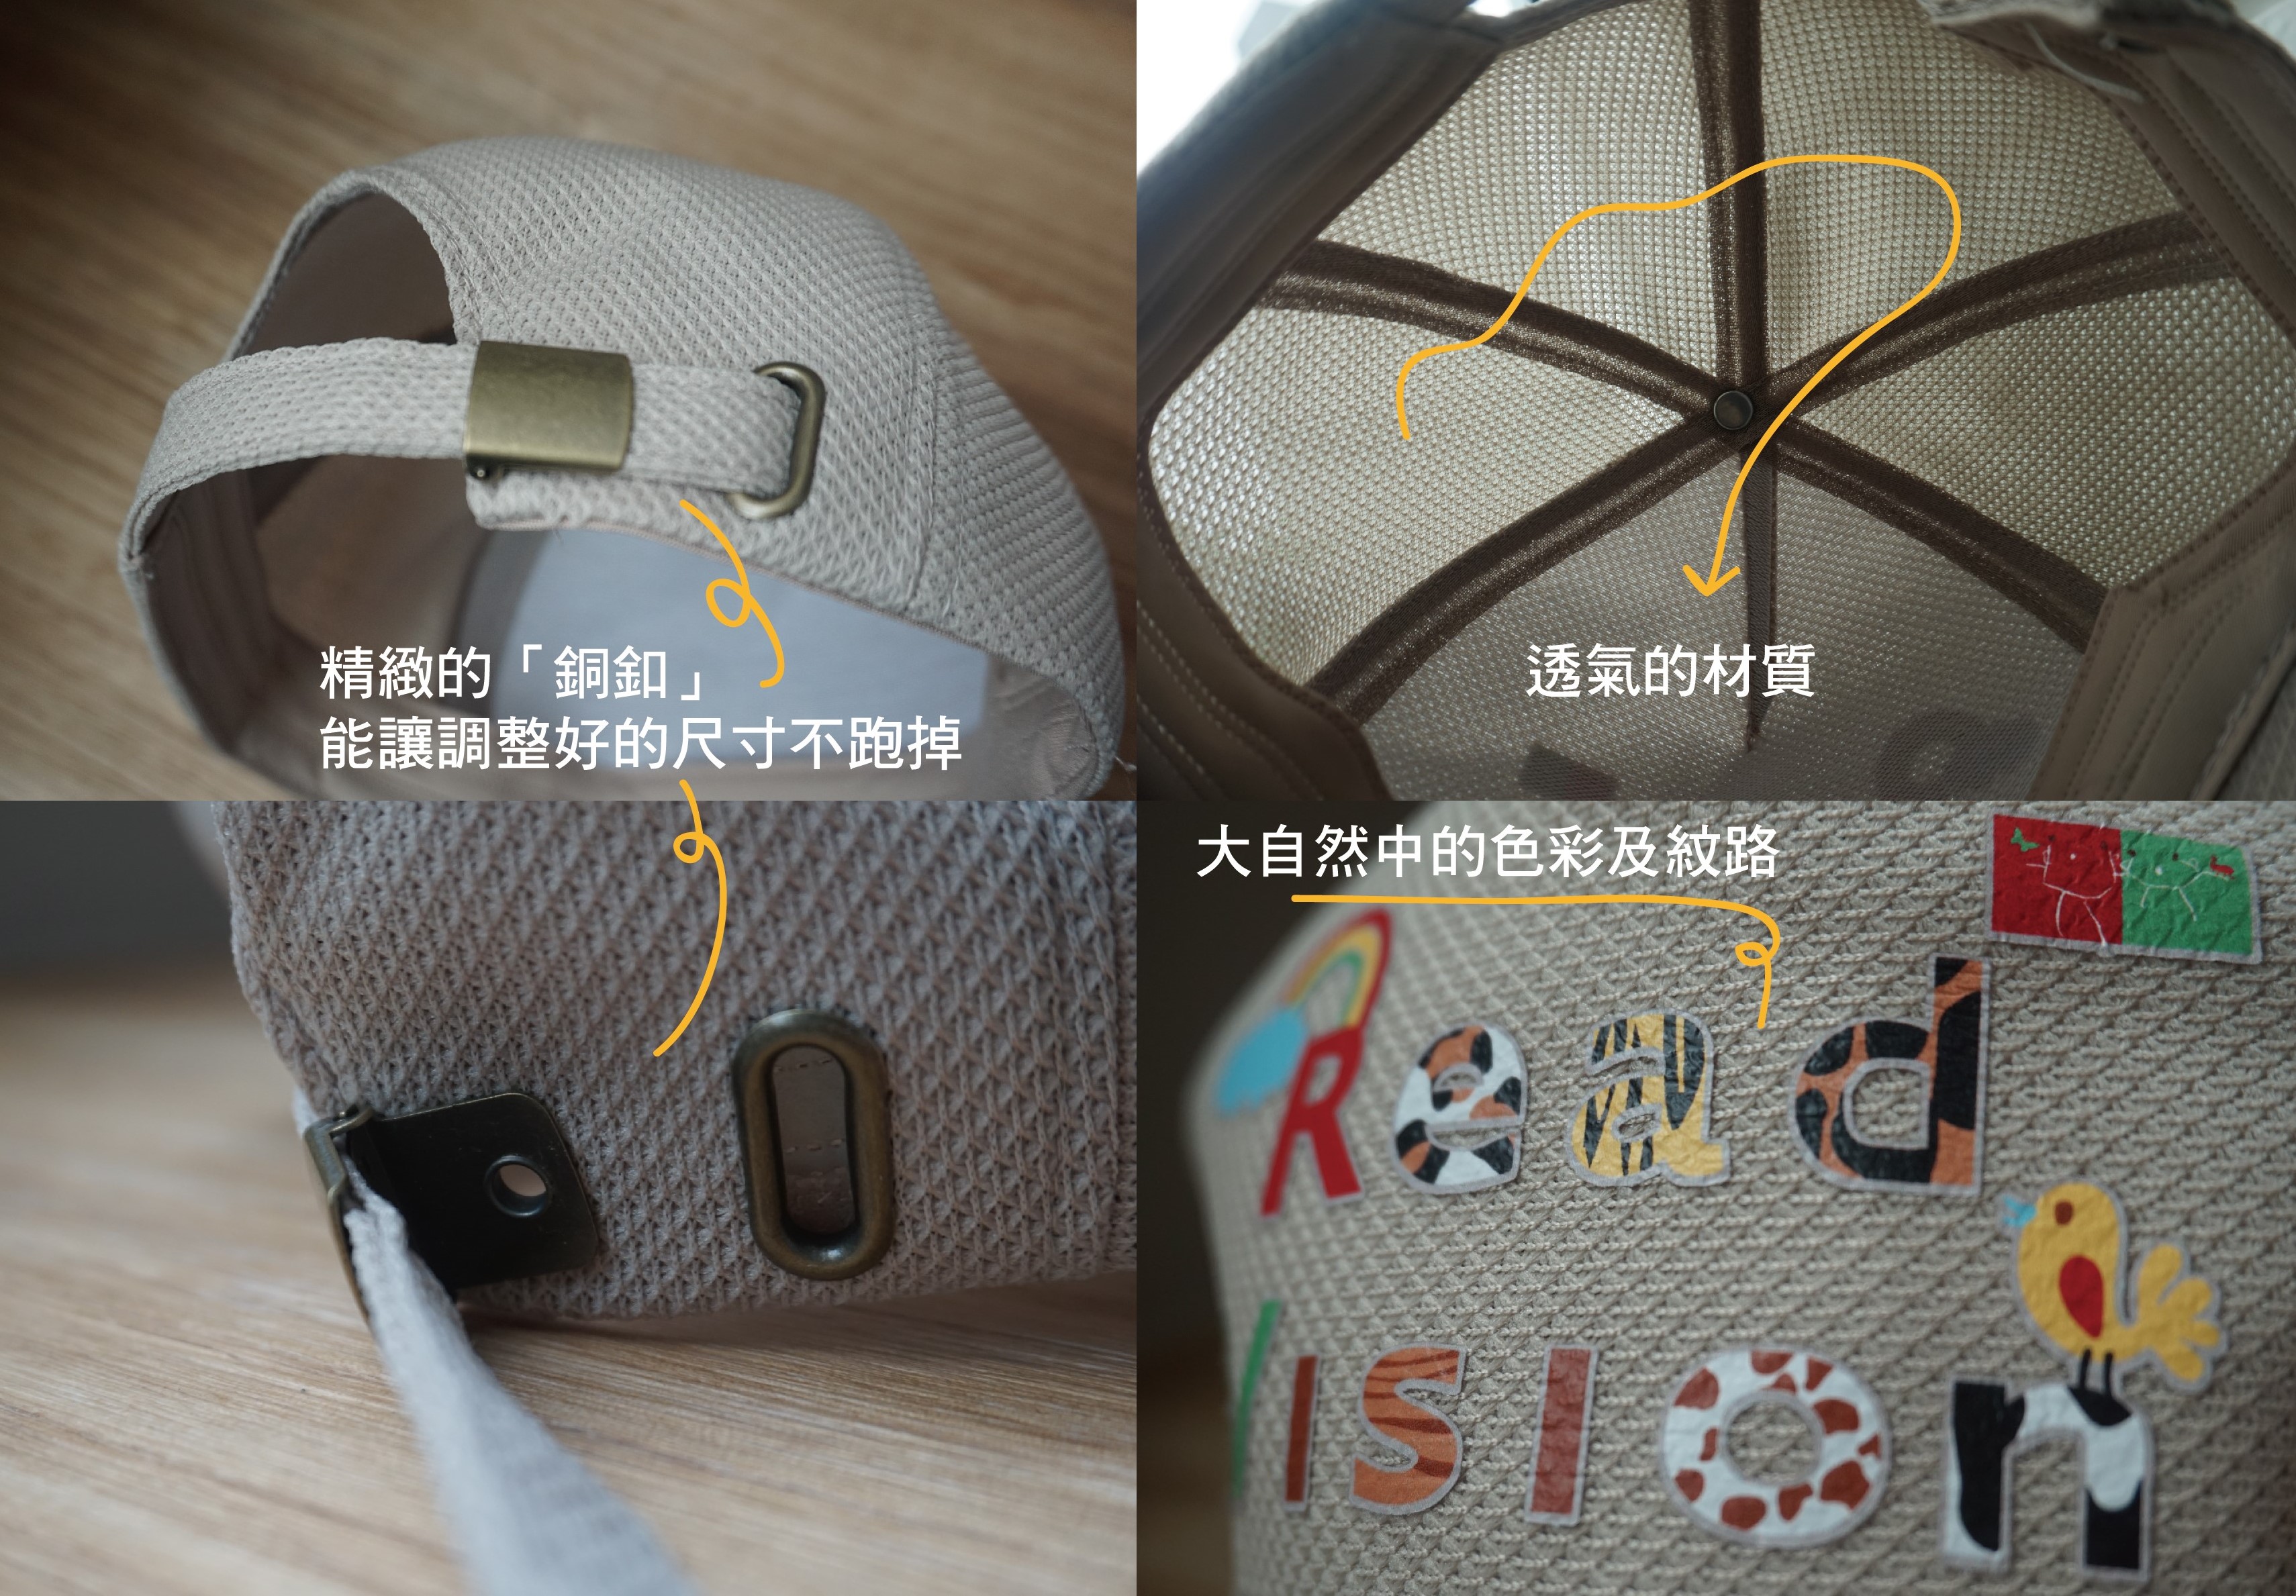 精緻的「銅釦」
能讓調整好的尺寸不跑掉
透氣的材質
大自然中的色彩及紋路
Read
Vision